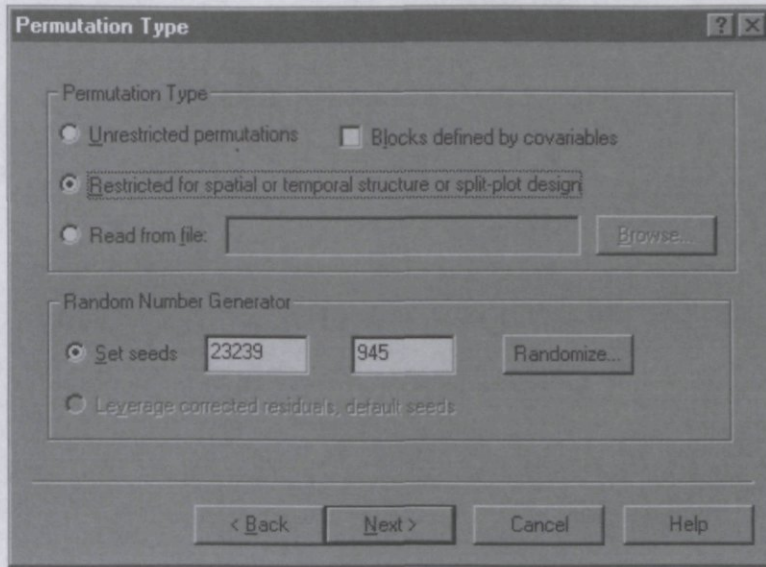 Permutation Type
Permutation Type
Unrestricted permutations Blocks defined by covariables
Restricted for spatial or temporal structure or split-plot design
Read from file: Browse...
Random Number Generator
Set seeds 23239 945 Randomize...
Leverage corrected residuals, default seeds
< Back Next > Cancel Help